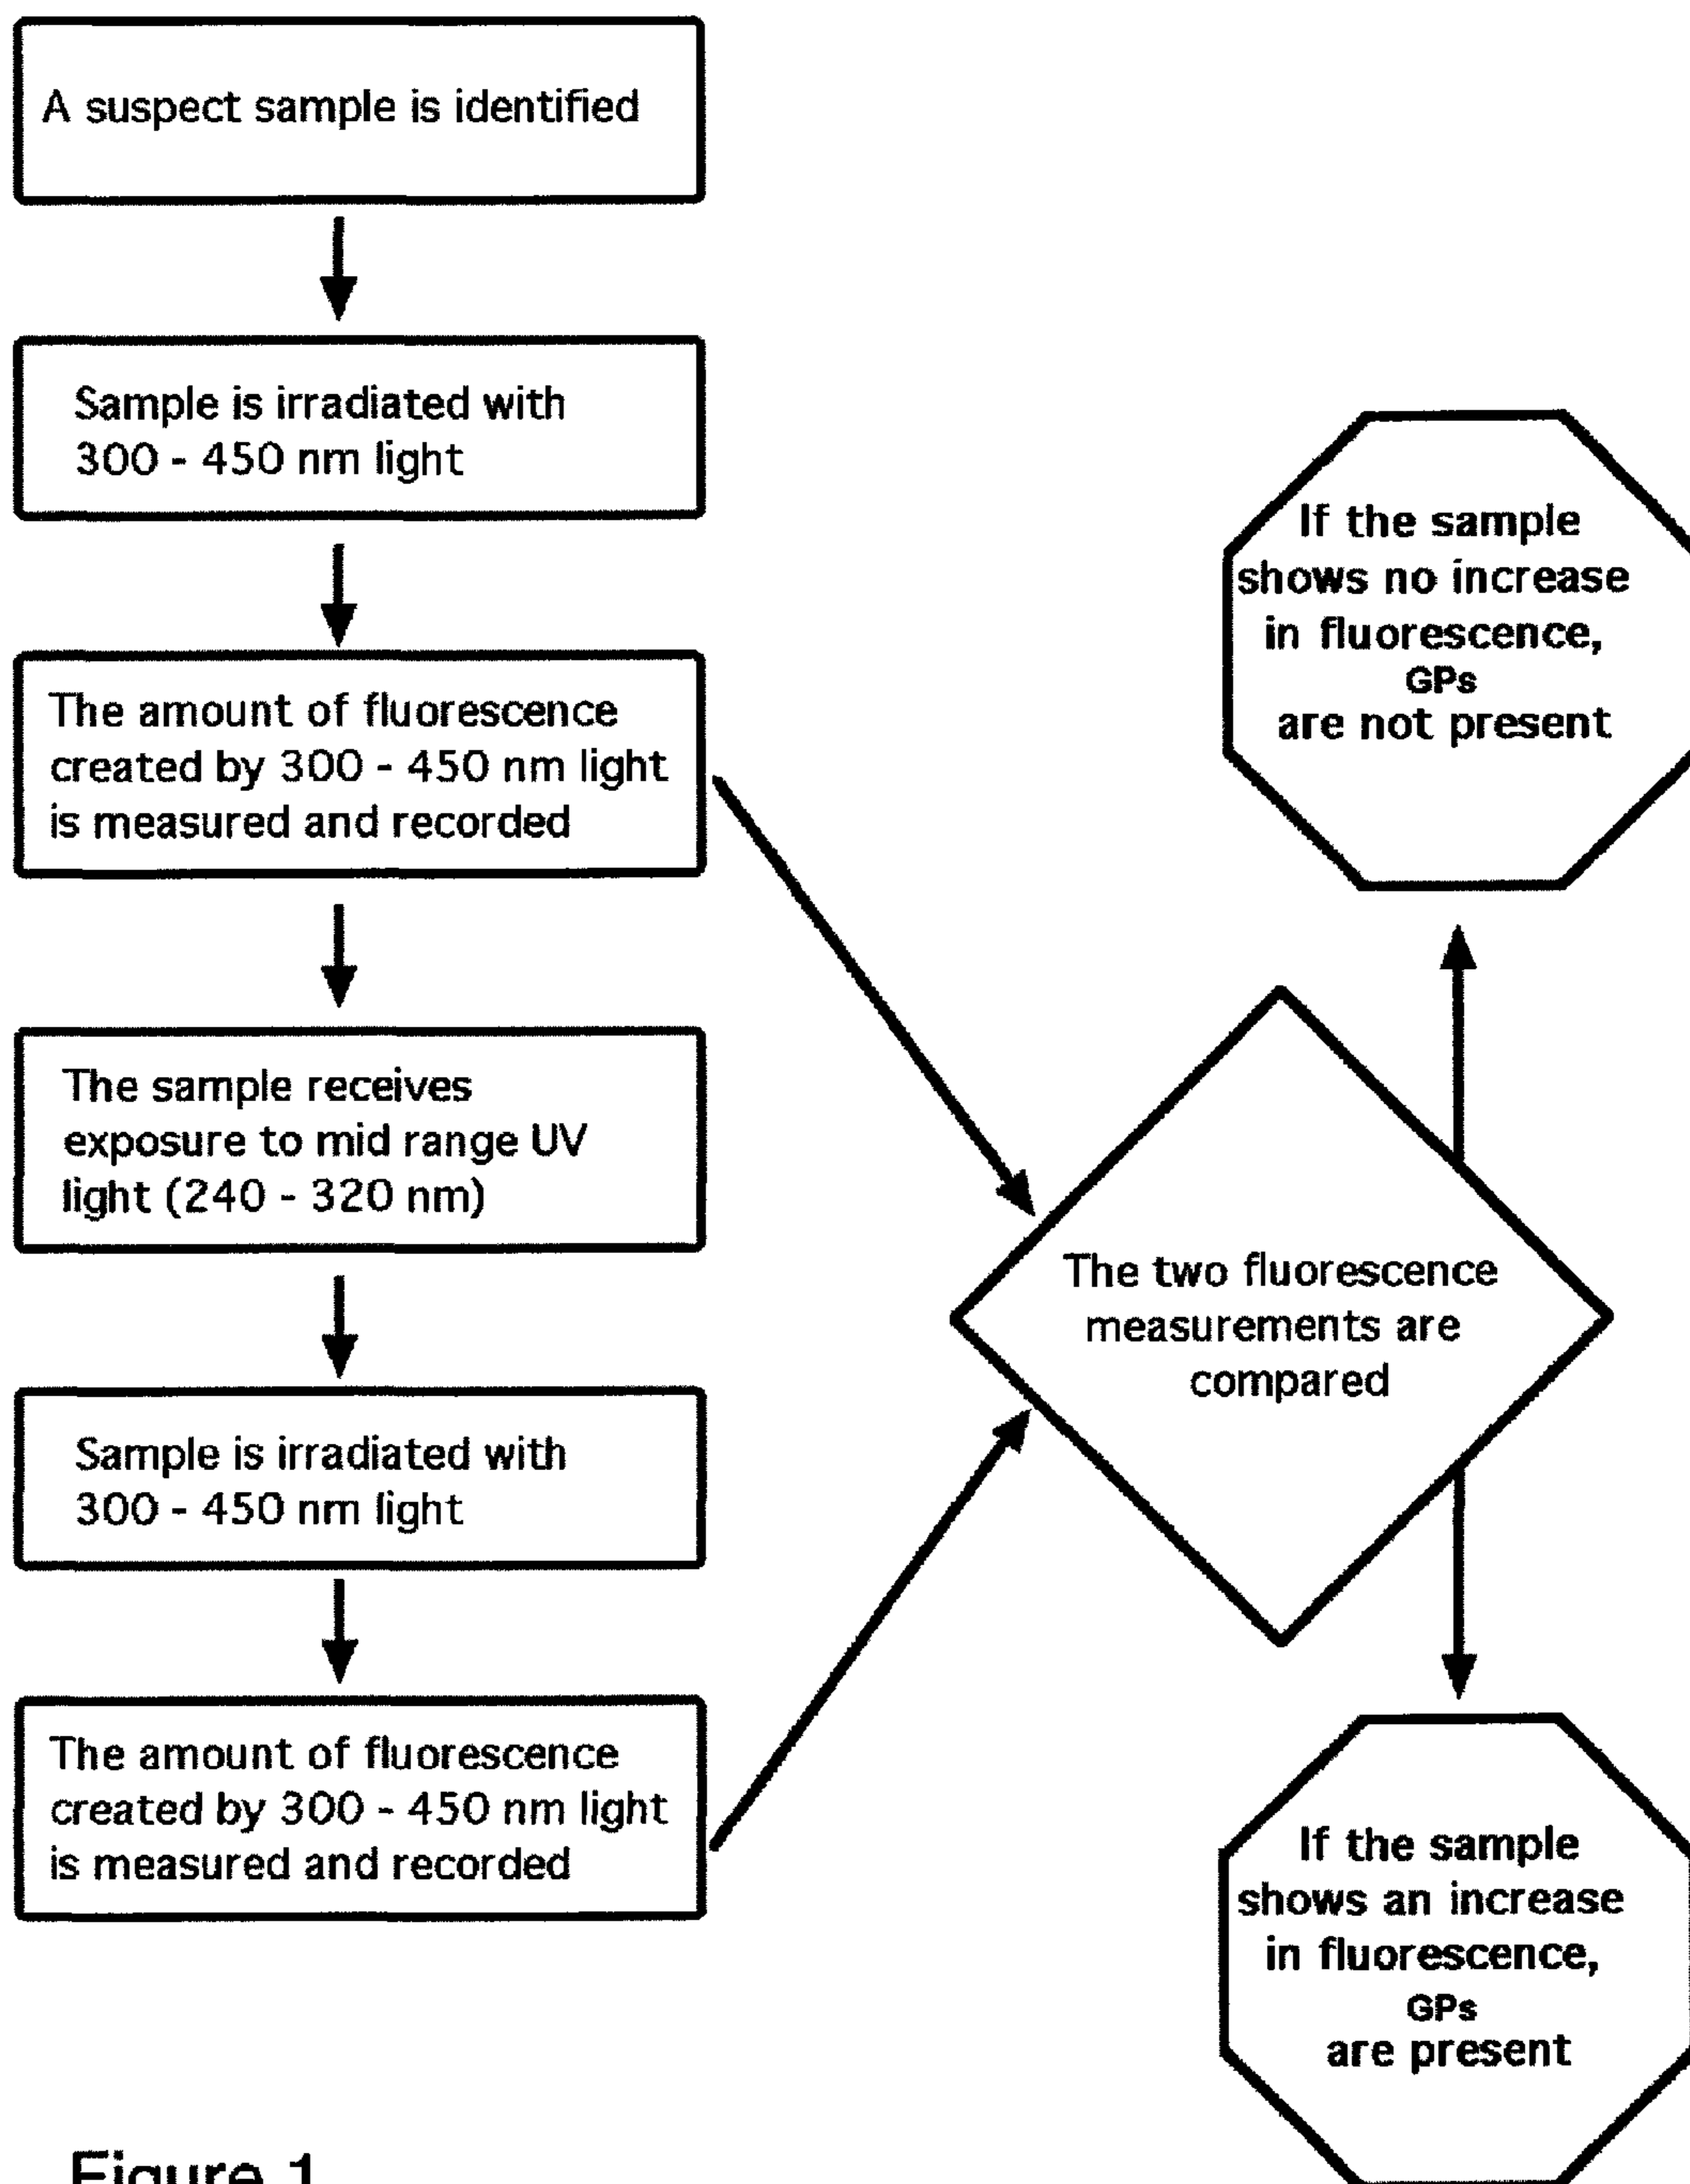 A suspect sample is identified
Sample is irradiated with
300 - 450 nm light
The amount of fluorescence
created by 300 - 450 nm light
is measured and recorded
The sample receives
exposure to mid range UV
light (240 - 320 nm)
Sample is irradiated with
300 - 450 nm light
The amount of fluorescence
created by 300 - 450 nm light
is measured and recorded
The two fluorescence
measurements are
compared
If the sample
shows no increase
in fluorescence,
GPs
are not present
If the sample
shows an increase
in fluorescence,
GPs
are present
Figure 1